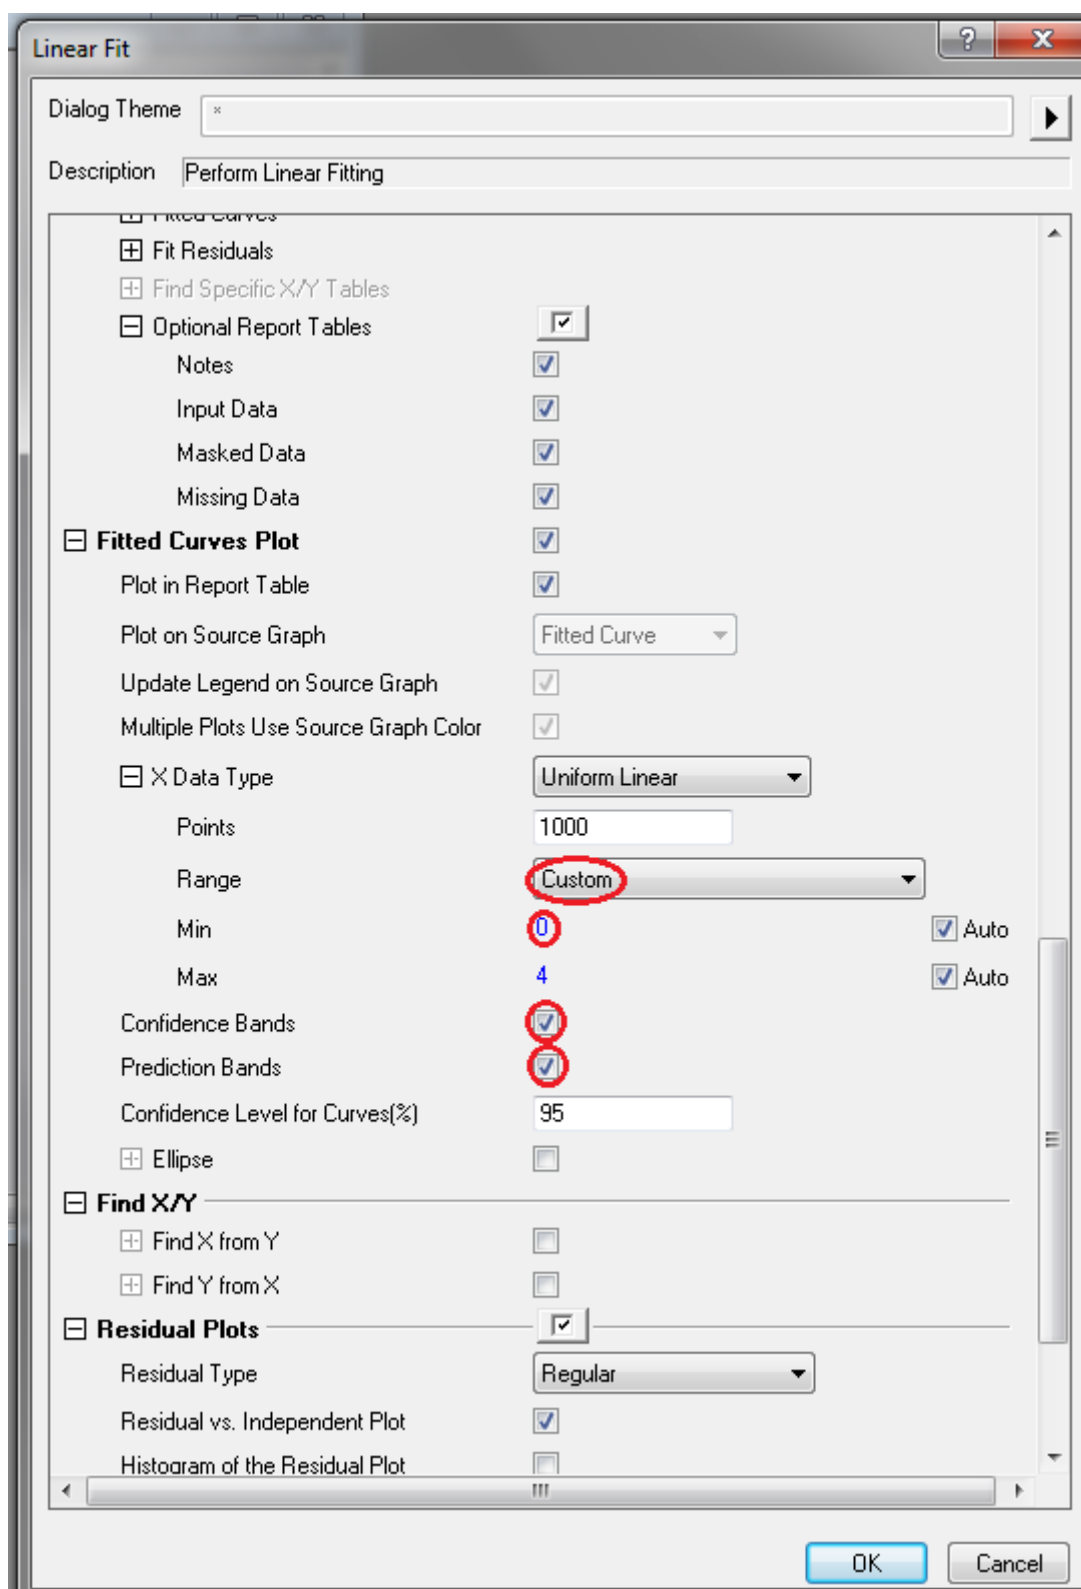 Linear Fit
Dialog Theme *
Description Perform Linear Fitting
Fitted Curves
Fit Residuals
Find Specific X/Y Tables
Optional Report Tables
Notes
Input Data
Masked Data
Missing Data
Fitted Curves Plot
Plot in Report Table
Plot on Source Graph Fitted Curve
Update Legend on Source Graph
Multiple Plots Use Source Graph Color
X Data Type Uniform Linear
Points 1000
Range Custom
Min 0 Auto
Max 4 Auto
Confidence Bands
Prediction Bands
Confidence Level for Curves(%) 95
Ellipse
Find X/Y
Find X from Y
Find Y from X
Residual Plots
Residual Type Regular
Residual vs. Independent Plot
Histogram of the Residual Plot
OK Cancel